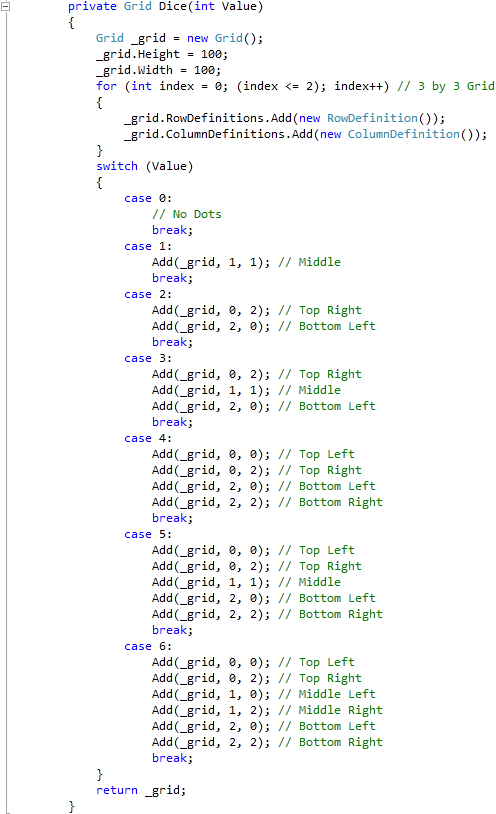 private Grid Dice(int Value)
{
    Grid _grid = new Grid();
    _grid.Height = 100;
    _grid.Width = 100;
    for (int index = 0; (index <= 2); index++) // 3 by 3 Grid
    {
        _grid.RowDefinitions.Add(new RowDefinition());
        _grid.ColumnDefinitions.Add(new ColumnDefinition());
    }
    switch (Value)
    {
        case 0:
            // No Dots
            break;
        case 1:
            Add(_grid, 1, 1); // Middle
            break;
        case 2:
            Add(_grid, 0, 2); // Top Right
            Add(_grid, 2, 0); // Bottom Left
            break;
        case 3:
            Add(_grid, 0, 2); // Top Right
            Add(_grid, 1, 1); // Middle
            Add(_grid, 2, 0); // Bottom Left
            break;
        case 4:
            Add(_grid, 0, 0); // Top Left
            Add(_grid, 0, 2); // Top Right
            Add(_grid, 2, 0); // Bottom Left
            Add(_grid, 2, 2); // Bottom Right
            break;
        case 5:
            Add(_grid, 0, 0); // Top Left
            Add(_grid, 0, 2); // Top Right
            Add(_grid, 1, 1); // Middle
            Add(_grid, 2, 0); // Bottom Left
            Add(_grid, 2, 2); // Bottom Right
            break;
        case 6:
            Add(_grid, 0, 0); // Top Left
            Add(_grid, 0, 2); // Top Right
            Add(_grid, 1, 0); // Middle Left
            Add(_grid, 1, 2); // Middle Right
            Add(_grid, 2, 0); // Bottom Left
            Add(_grid, 2, 2); // Bottom Right
            break;
    }
    return _grid;
}